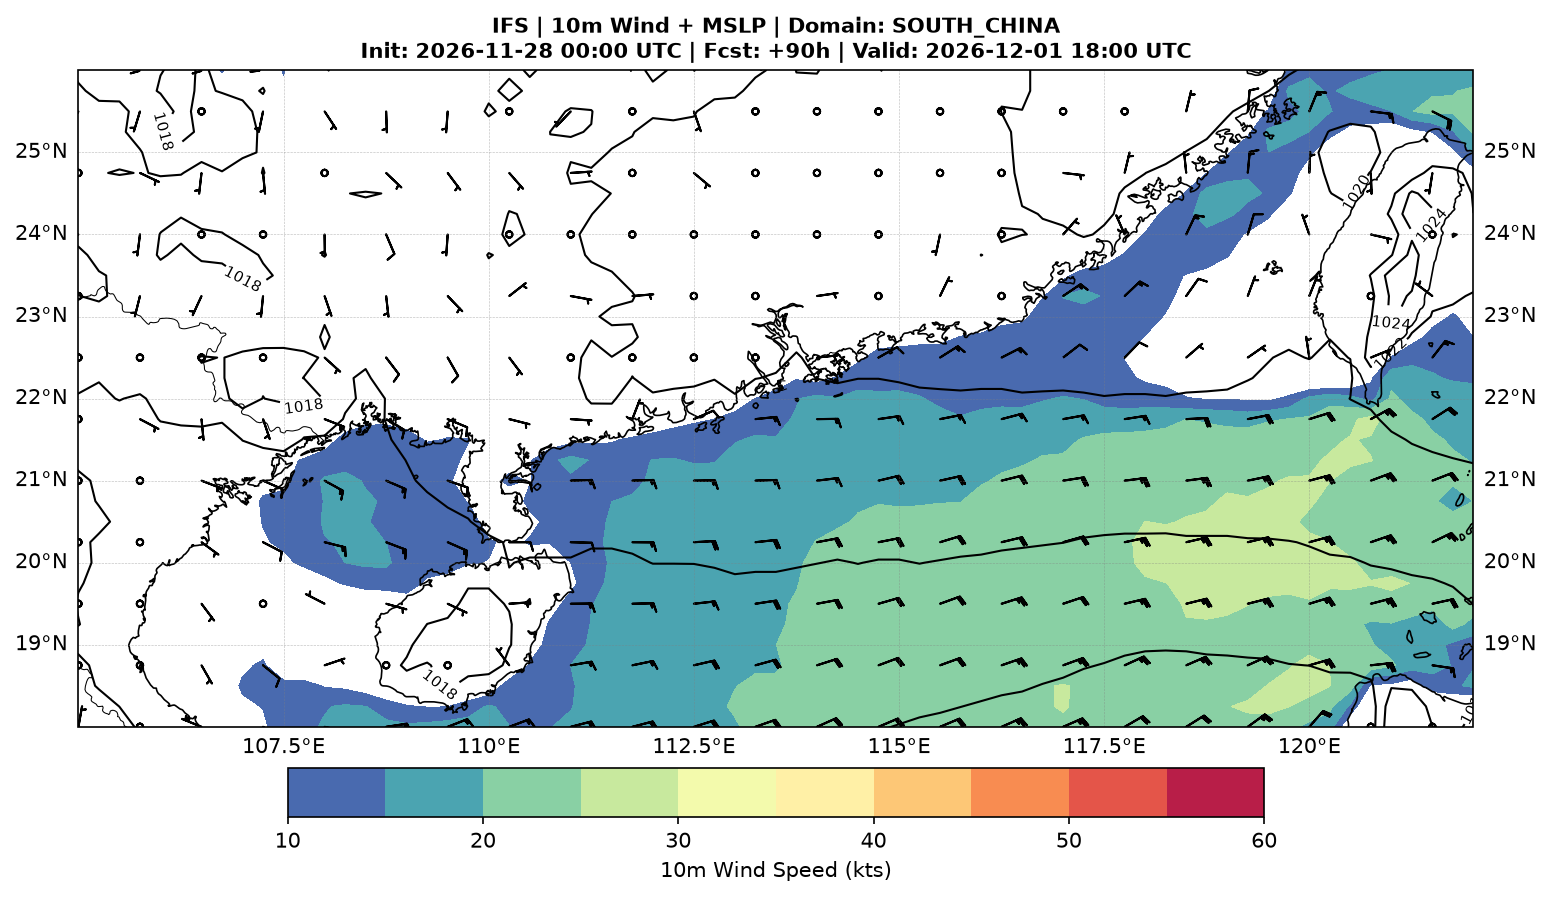 IFS | 10m Wind + MSLP | Domain: SOUTH_CHINA
Init: 2026-11-28 00:00 UTC | Fcst: +90h | Valid: 2026-12-01 18:00 UTC
1018
25°N
25°N
1020
1024
24°N
24°N
1018
23°N
23°N
1024
1022
1018
22°N
22°N
21°N
21°N
20°N
20°N
19°N
19°N
1018
107.5°E
110°E
112.5°E
115°E
117.5°E
120°E
10
20
30
40
50
60
10m Wind Speed (kts)